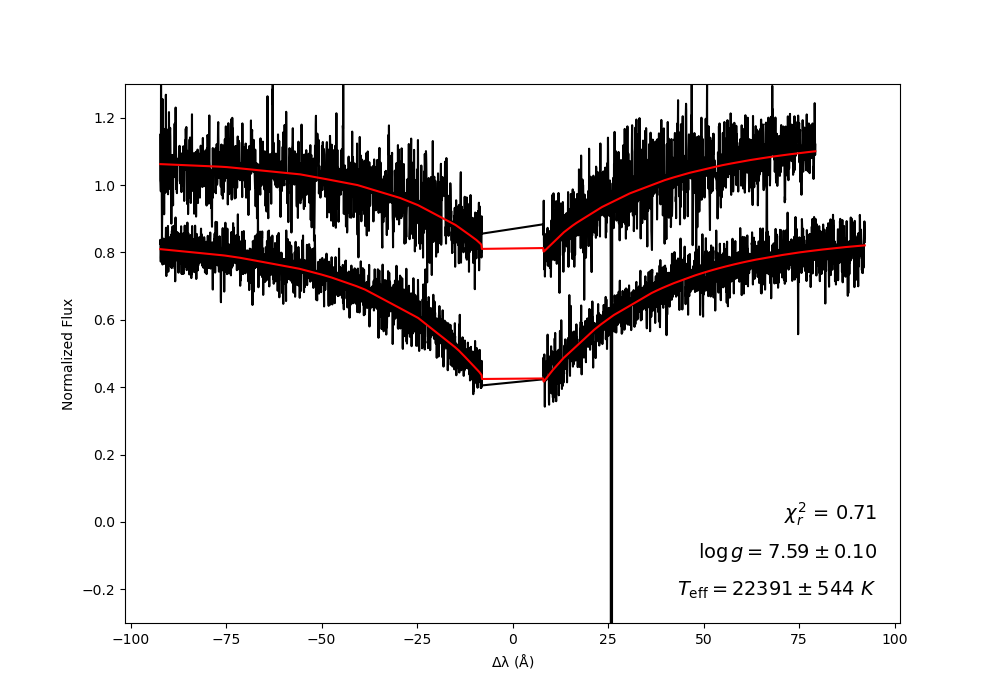 1.2
1.0
0.8
0.6
0.4
0.2
0.0
−0.2
Normalized Flux
χ²ᵣ = 0.71
log g = 7.59 ± 0.10
T_eff = 22391 ± 544 K
−100 −75 −50 −25 0 25 50 75 100
Δλ (Å)